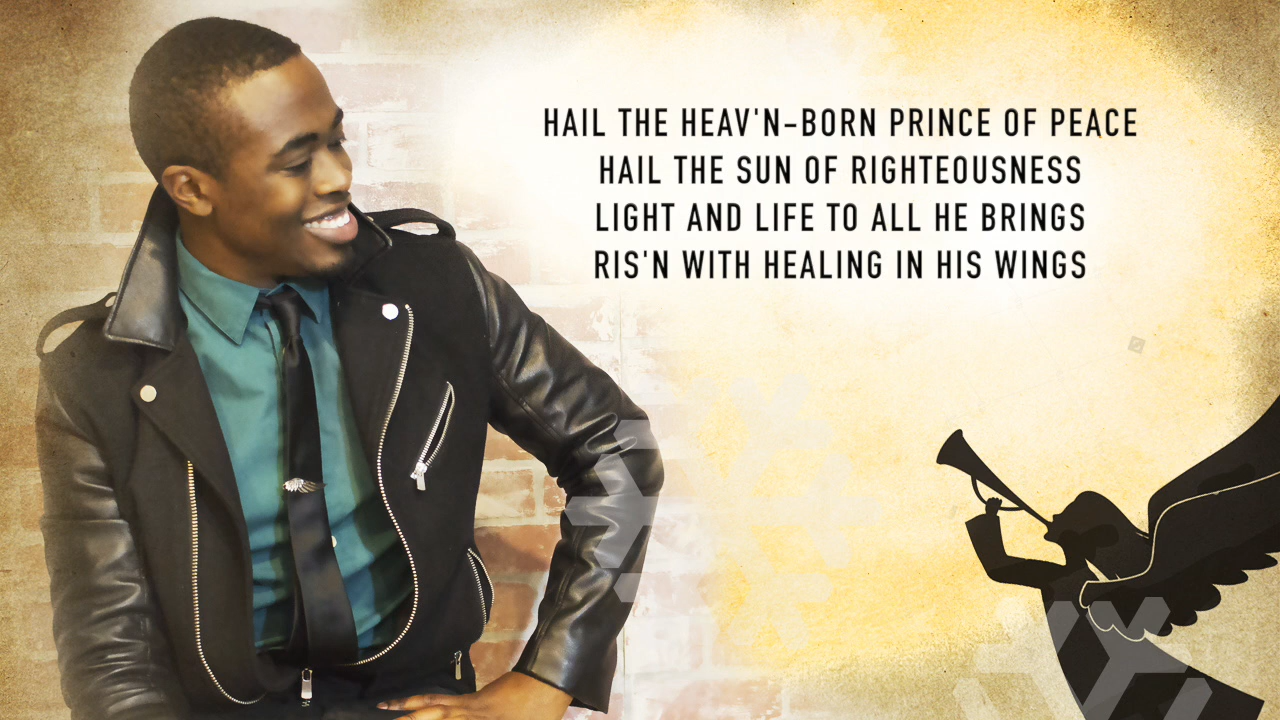 HAIL THE HEAV'N-BORN PRINCE OF PEACE
HAIL THE SUN OF RIGHTEOUSNESS
LIGHT AND LIFE TO ALL HE BRINGS
RIS'N WITH HEALING IN HIS WINGS